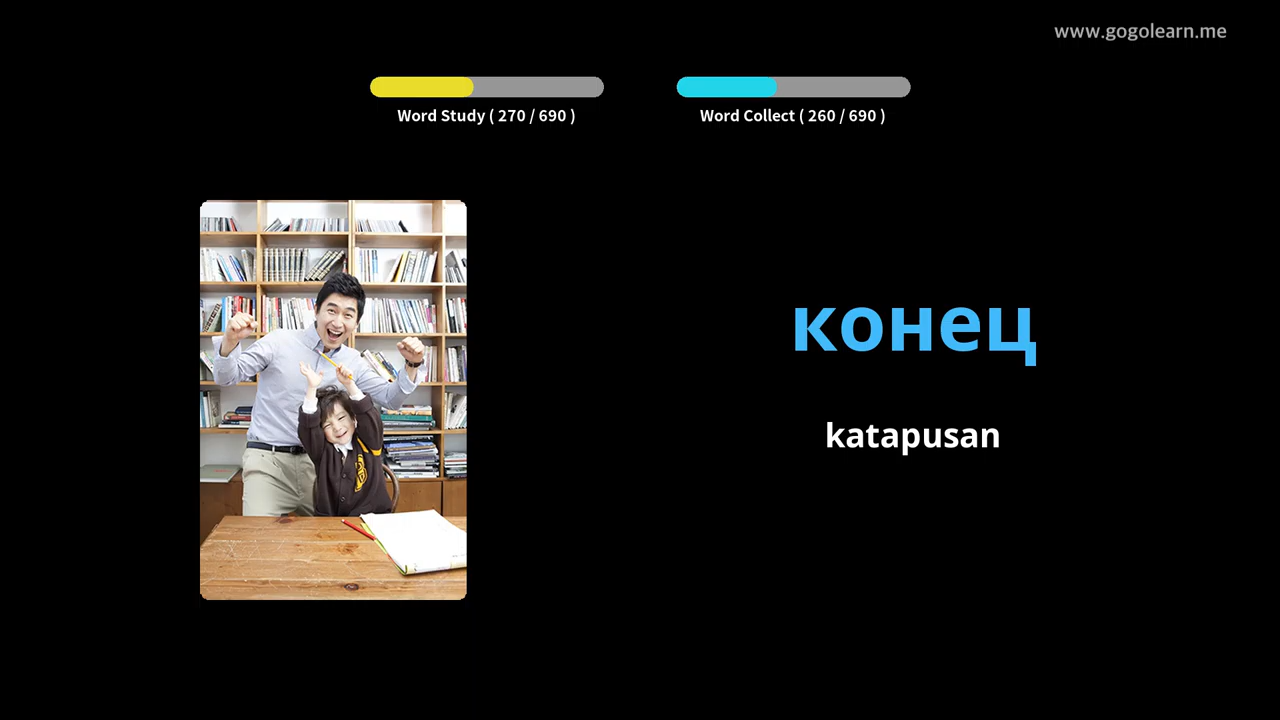 www.gogolearn.me
Word Study ( 270 / 690 )
Word Collect ( 260 / 690 )
конец
katapusan